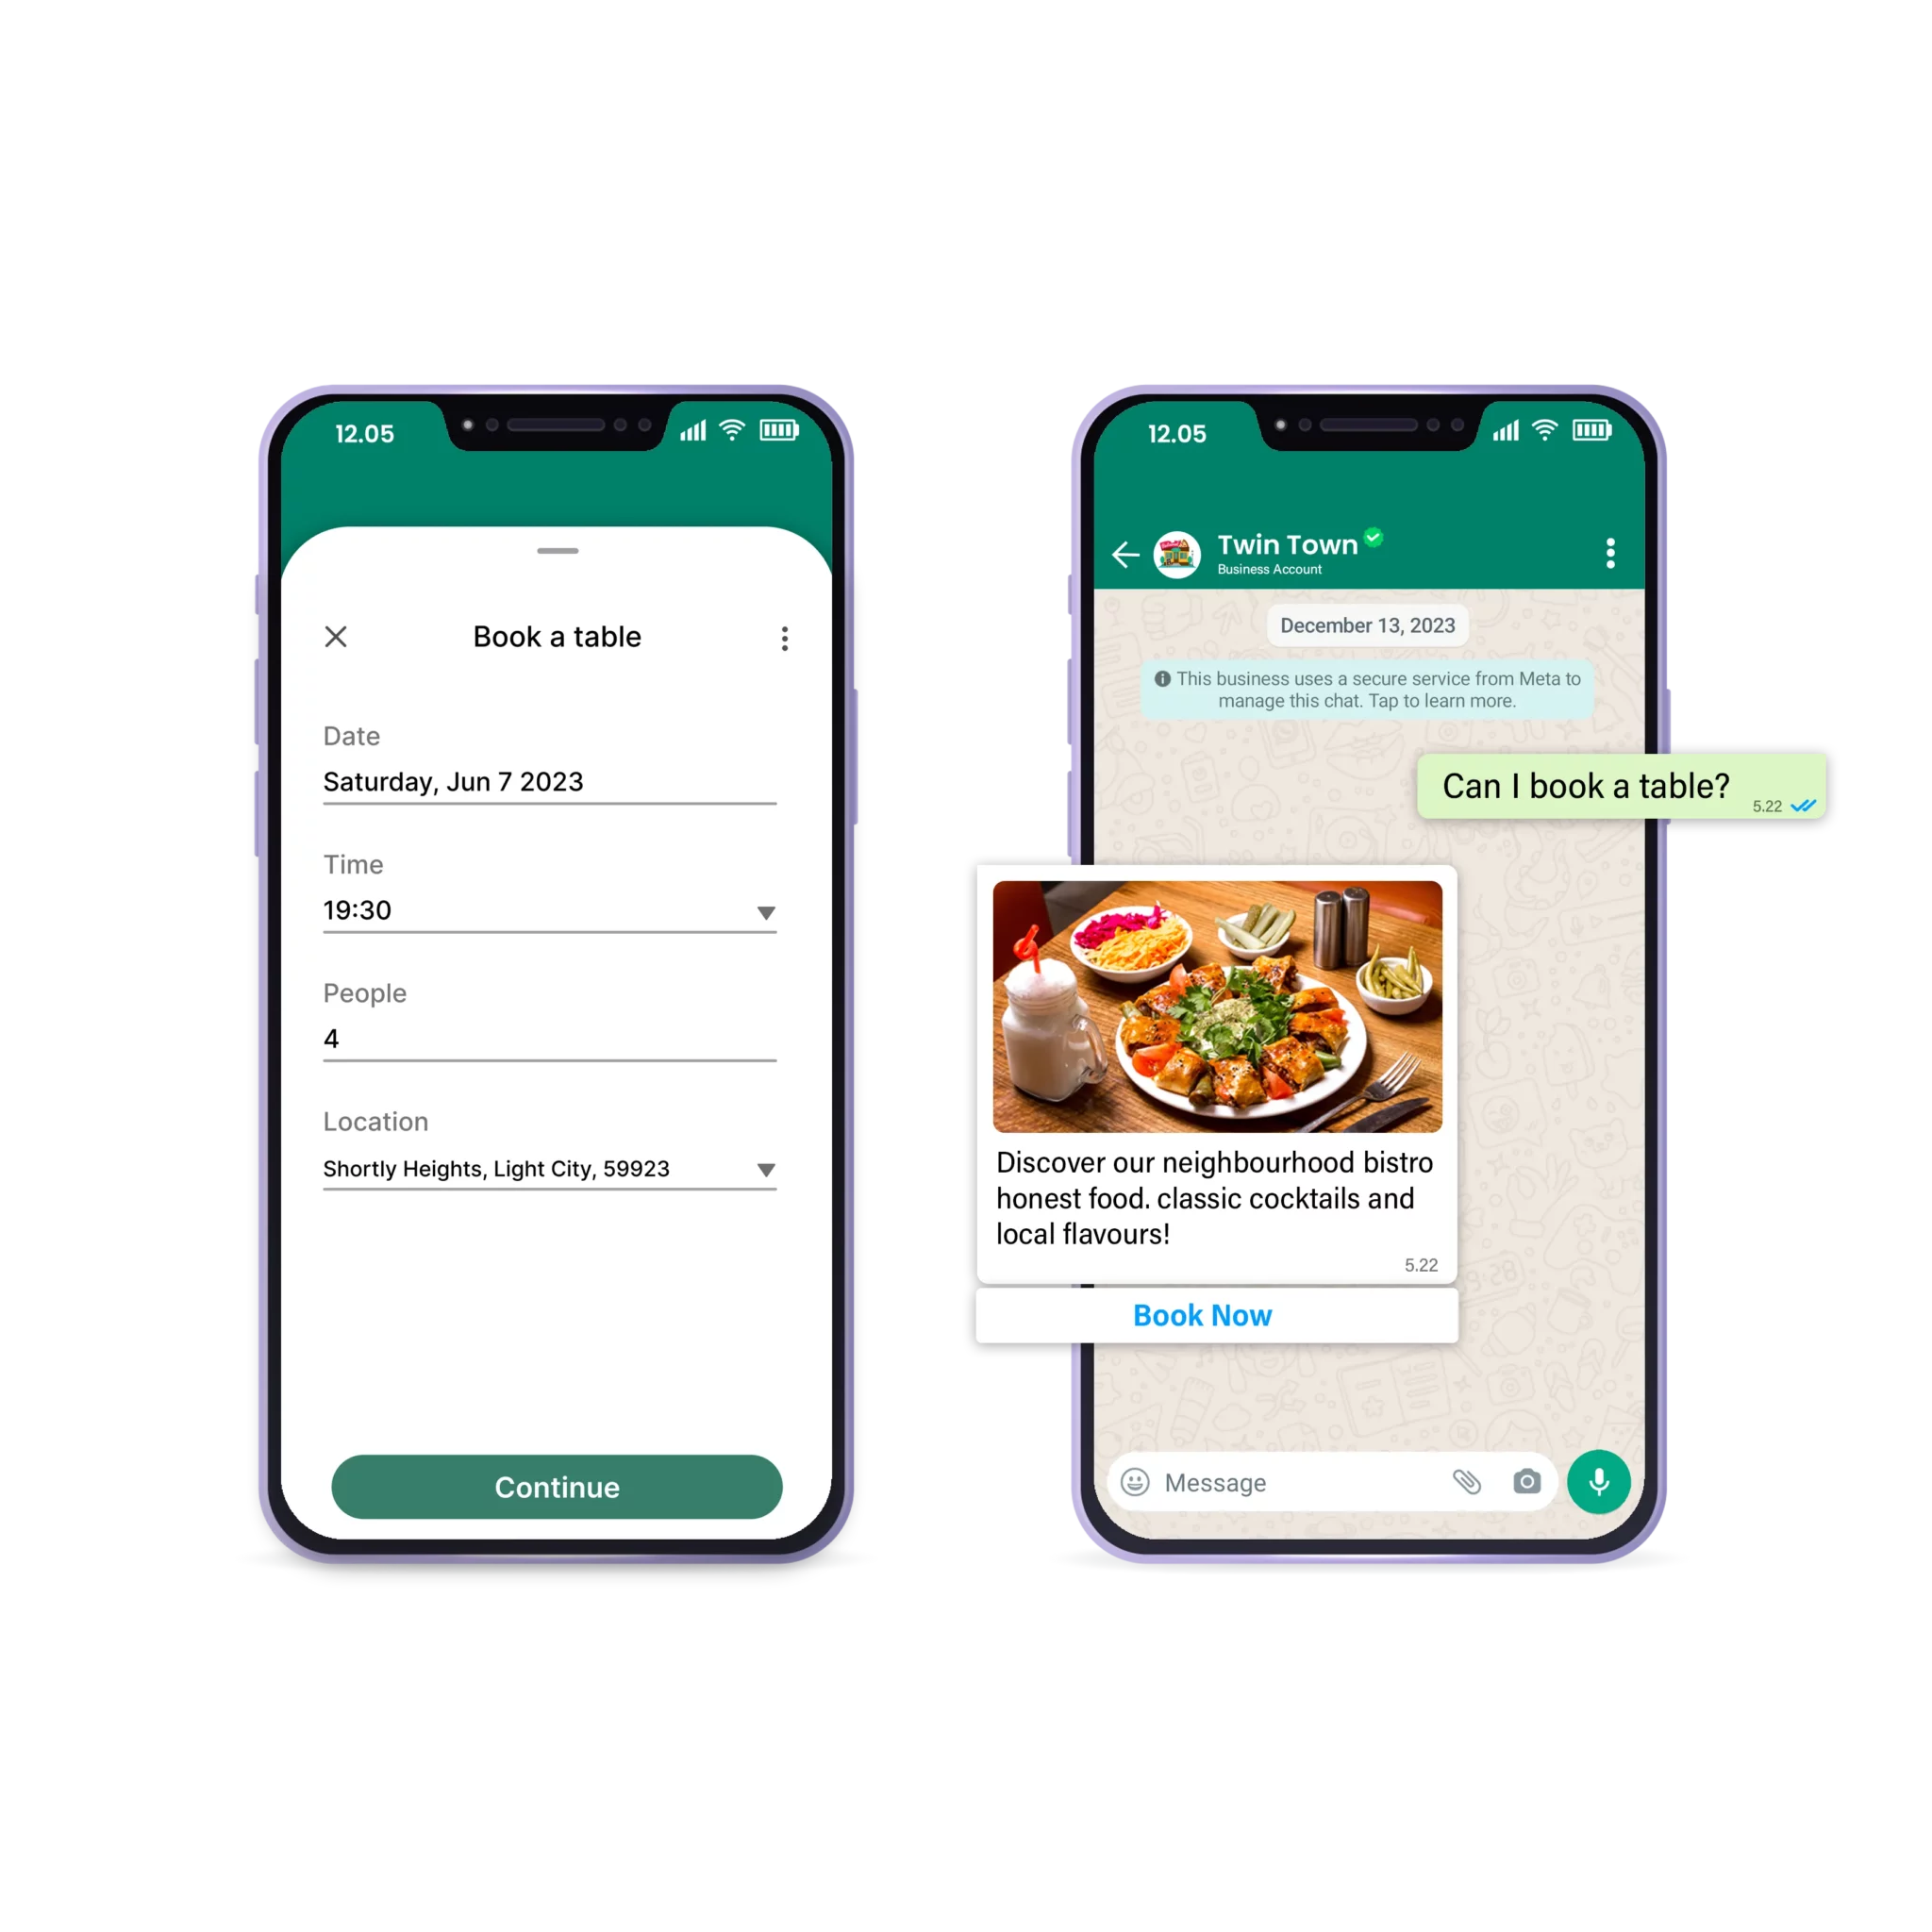 12.05
Book a table
Date
Saturday, Jun 7 2023
Time
19:30
People
4
Location
Shortly Heights, Light City, 59923
Continue
12.05
Twin Town
Business Account
December 13, 2023
This business uses a secure service from Meta to
manage this chat. Tap to learn more.
Can I book a table?
5.22
Discover our neighbourhood bistro
honest food. classic cocktails and
local flavours!
5.22
Book Now
Message